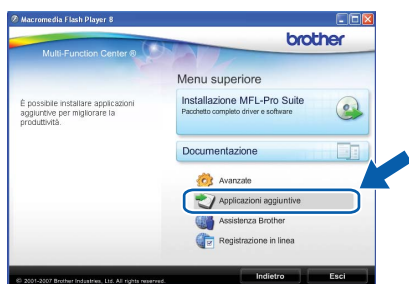 Macromedia Flash Player 8
brother
Multi-Function Center ®
Menu superiore
È possibile installare applicazioni
aggiuntive per migliorare la
produttività.
Installazione MFL-Pro Suite
Pacchetto completo driver e software
Documentazione
Avanzate
Applicazioni aggiuntive
Assistenza Brother
Registrazione in linea
© 2001-2007 Brother Industries, Ltd. All rights reserved.
Indietro
Esci